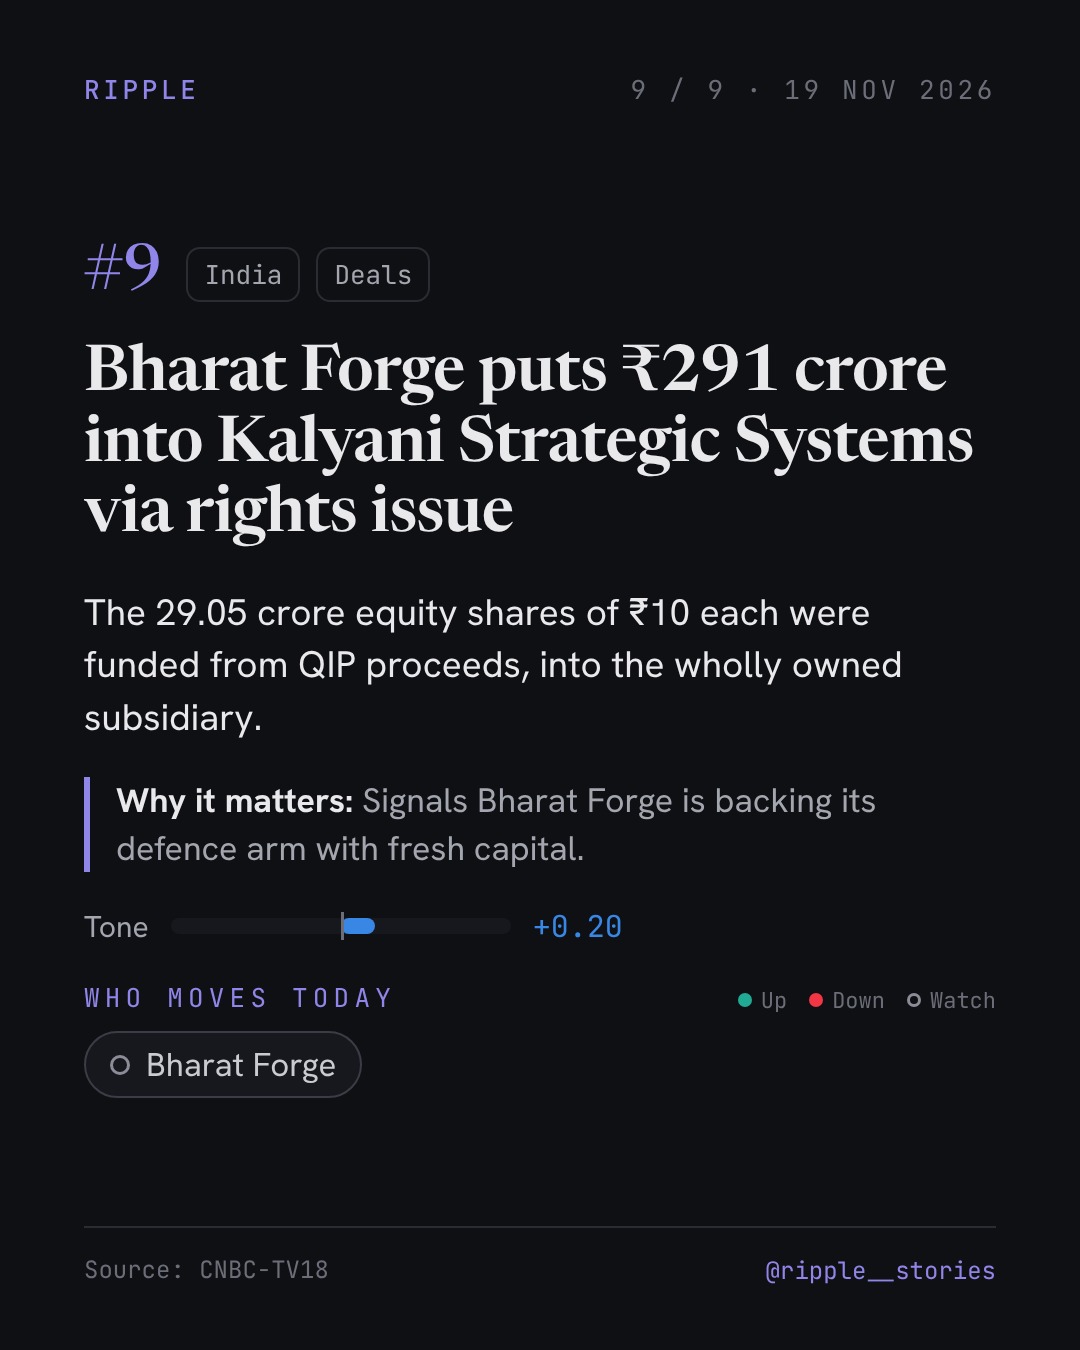 RIPPLE
9 / 9 · 19 NOV 2026
#9 India Deals
Bharat Forge puts ₹291 crore
into Kalyani Strategic Systems
via rights issue
The 29.05 crore equity shares of ₹10 each were
funded from QIP proceeds, into the wholly owned
subsidiary.
Why it matters: Signals Bharat Forge is backing its
defence arm with fresh capital.
Tone +0.20
WHO MOVES TODAY
Up Down Watch
Bharat Forge
Source: CNBC-TV18
@ripple__stories